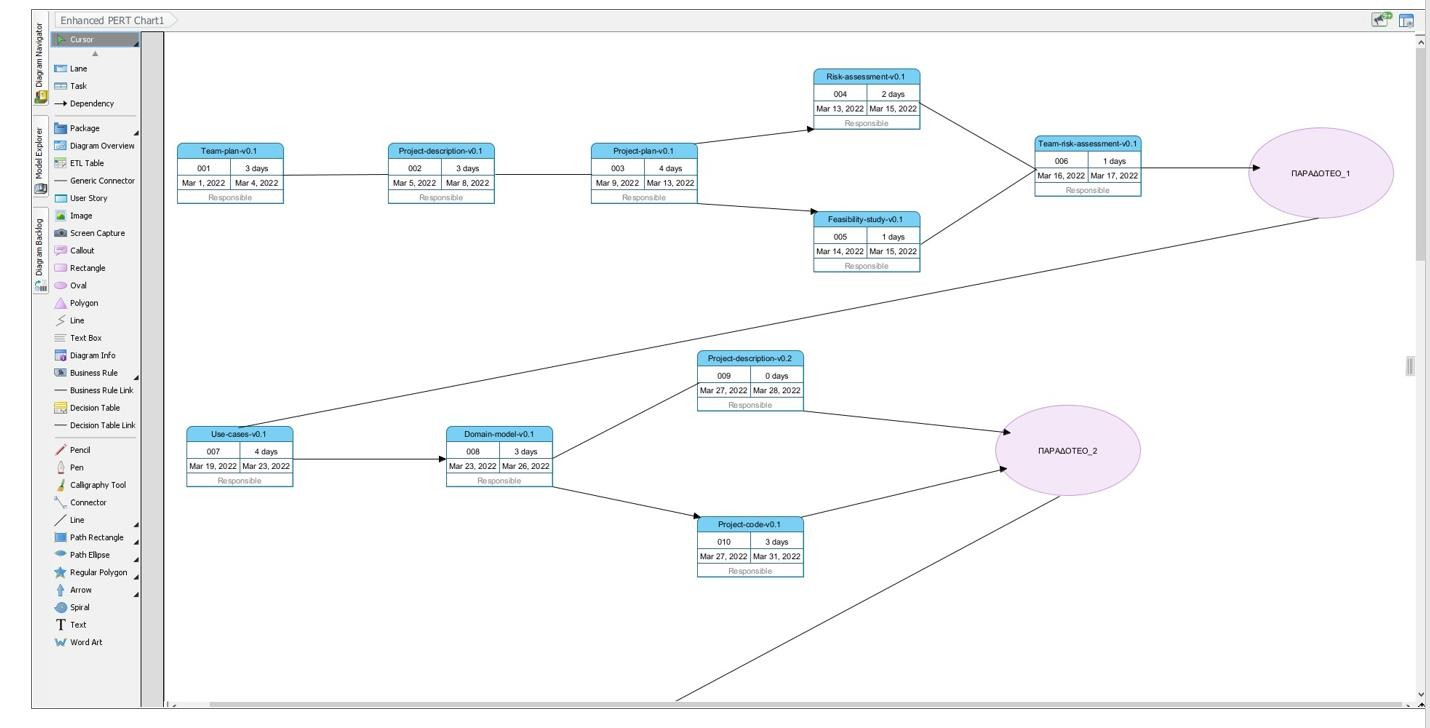 Enhanced PERT Chart1
Diagram Navigator
Model Explorer
Diagram Backlog
Cursor
Lane
Task
Dependency
Package
Diagram Overview
ETL Table
Generic Connector
User Story
Image
Screen Capture
Callout
Rectangle
Oval
Polygon
Line
Text Box
Diagram Info
Business Rule
Business Rule Link
Decision Table
Decision Table Link
Pencil
Pen
Calligraphy Tool
Connector
Line
Path Rectangle
Path Ellipse
Regular Polygon
Arrow
Spiral
T Text
Word Art
Team-plan-v0.1
001 3 days
Mar 1, 2022 Mar 4, 2022
Responsible
Project-description-v0.1
002 3 days
Mar 5, 2022 Mar 8, 2022
Responsible
Project-plan-v0.1
003 4 days
Mar 9, 2022 Mar 13, 2022
Responsible
Risk-assessment-v0.1
004 2 days
Mar 13, 2022 Mar 15, 2022
Responsible
Feasibility-study-v0.1
005 1 days
Mar 14, 2022 Mar 15, 2022
Responsible
Team-risk-assessment-v0.1
006 1 days
Mar 16, 2022 Mar 17, 2022
Responsible
ΠΑΡΑΔΟΤΕΟ_1
Use-cases-v0.1
007 4 days
Mar 19, 2022 Mar 23, 2022
Responsible
Domain-model-v0.1
008 3 days
Mar 23, 2022 Mar 26, 2022
Responsible
Project-description-v0.2
009 0 days
Mar 27, 2022 Mar 28, 2022
Responsible
Project-code-v0.1
010 3 days
Mar 27, 2022 Mar 31, 2022
Responsible
ΠΑΡΑΔΟΤΕΟ_2